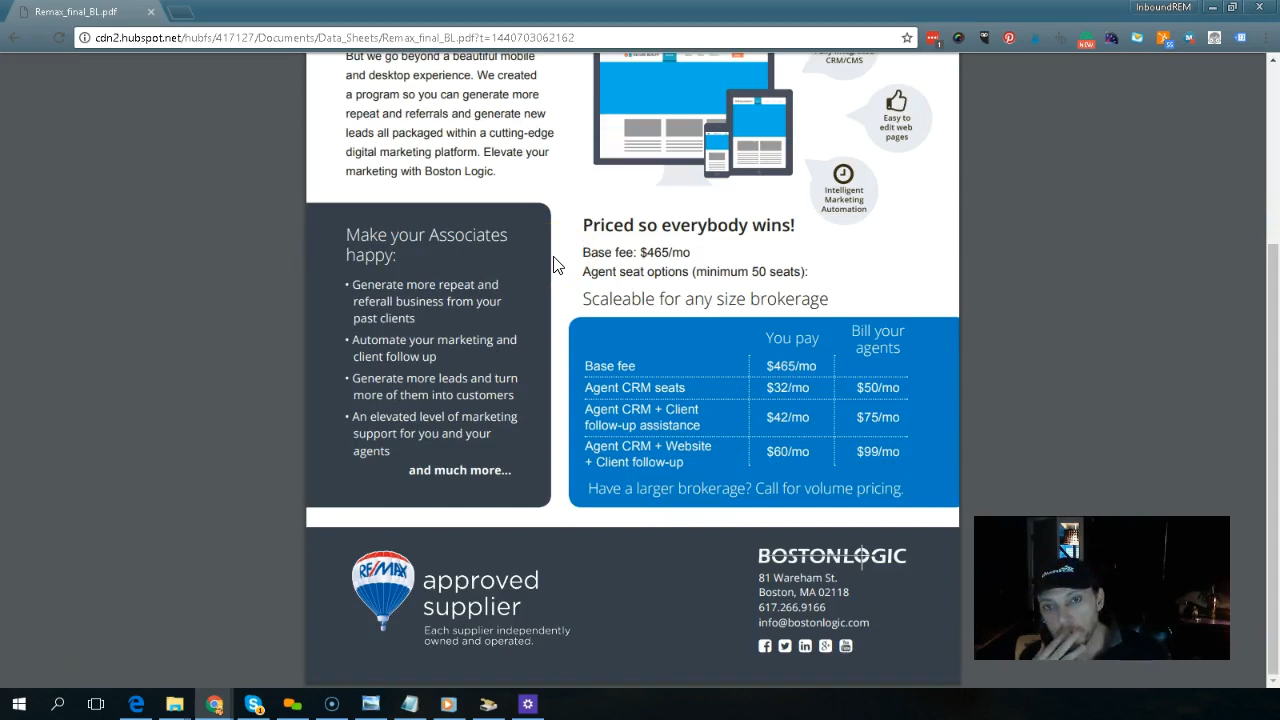 Remax_final_BL.pdf
InboundREM
cdn2.hubspot.net/hubfs/417127/Documents/Data_Sheets/Remax_final_BL.pdf?t=1440703062162
But we go beyond a beautiful mobile
and desktop experience. We created
a program so you can generate more
repeat and referrals and generate new
leads all packaged within a cutting-edge
digital marketing platform. Elevate your
marketing with Boston Logic.
CRM/CMS
Easy to
edit web
pages
Intelligent
Marketing
Automation
Make your Associates
happy:
• Generate more repeat and
referall business from your
past clients
• Automate your marketing and
client follow up
• Generate more leads and turn
more of them into customers
• An elevated level of marketing
support for you and your
agents
and much more...
Priced so everybody wins!
Base fee: $465/mo
Agent seat options (minimum 50 seats):
Scaleable for any size brokerage
You pay
Bill your
agents
Base fee $465/mo
Agent CRM seats $32/mo $50/mo
Agent CRM + Client
follow-up assistance $42/mo $75/mo
Agent CRM + Website
+ Client follow-up $60/mo $99/mo
Have a larger brokerage? Call for volume pricing.
RE/MAX
approved
supplier
Each supplier independently
owned and operated.
BOSTONLOGIC
81 Wareham St.
Boston, MA 02118
617.266.9166
info@bostonlogic.com